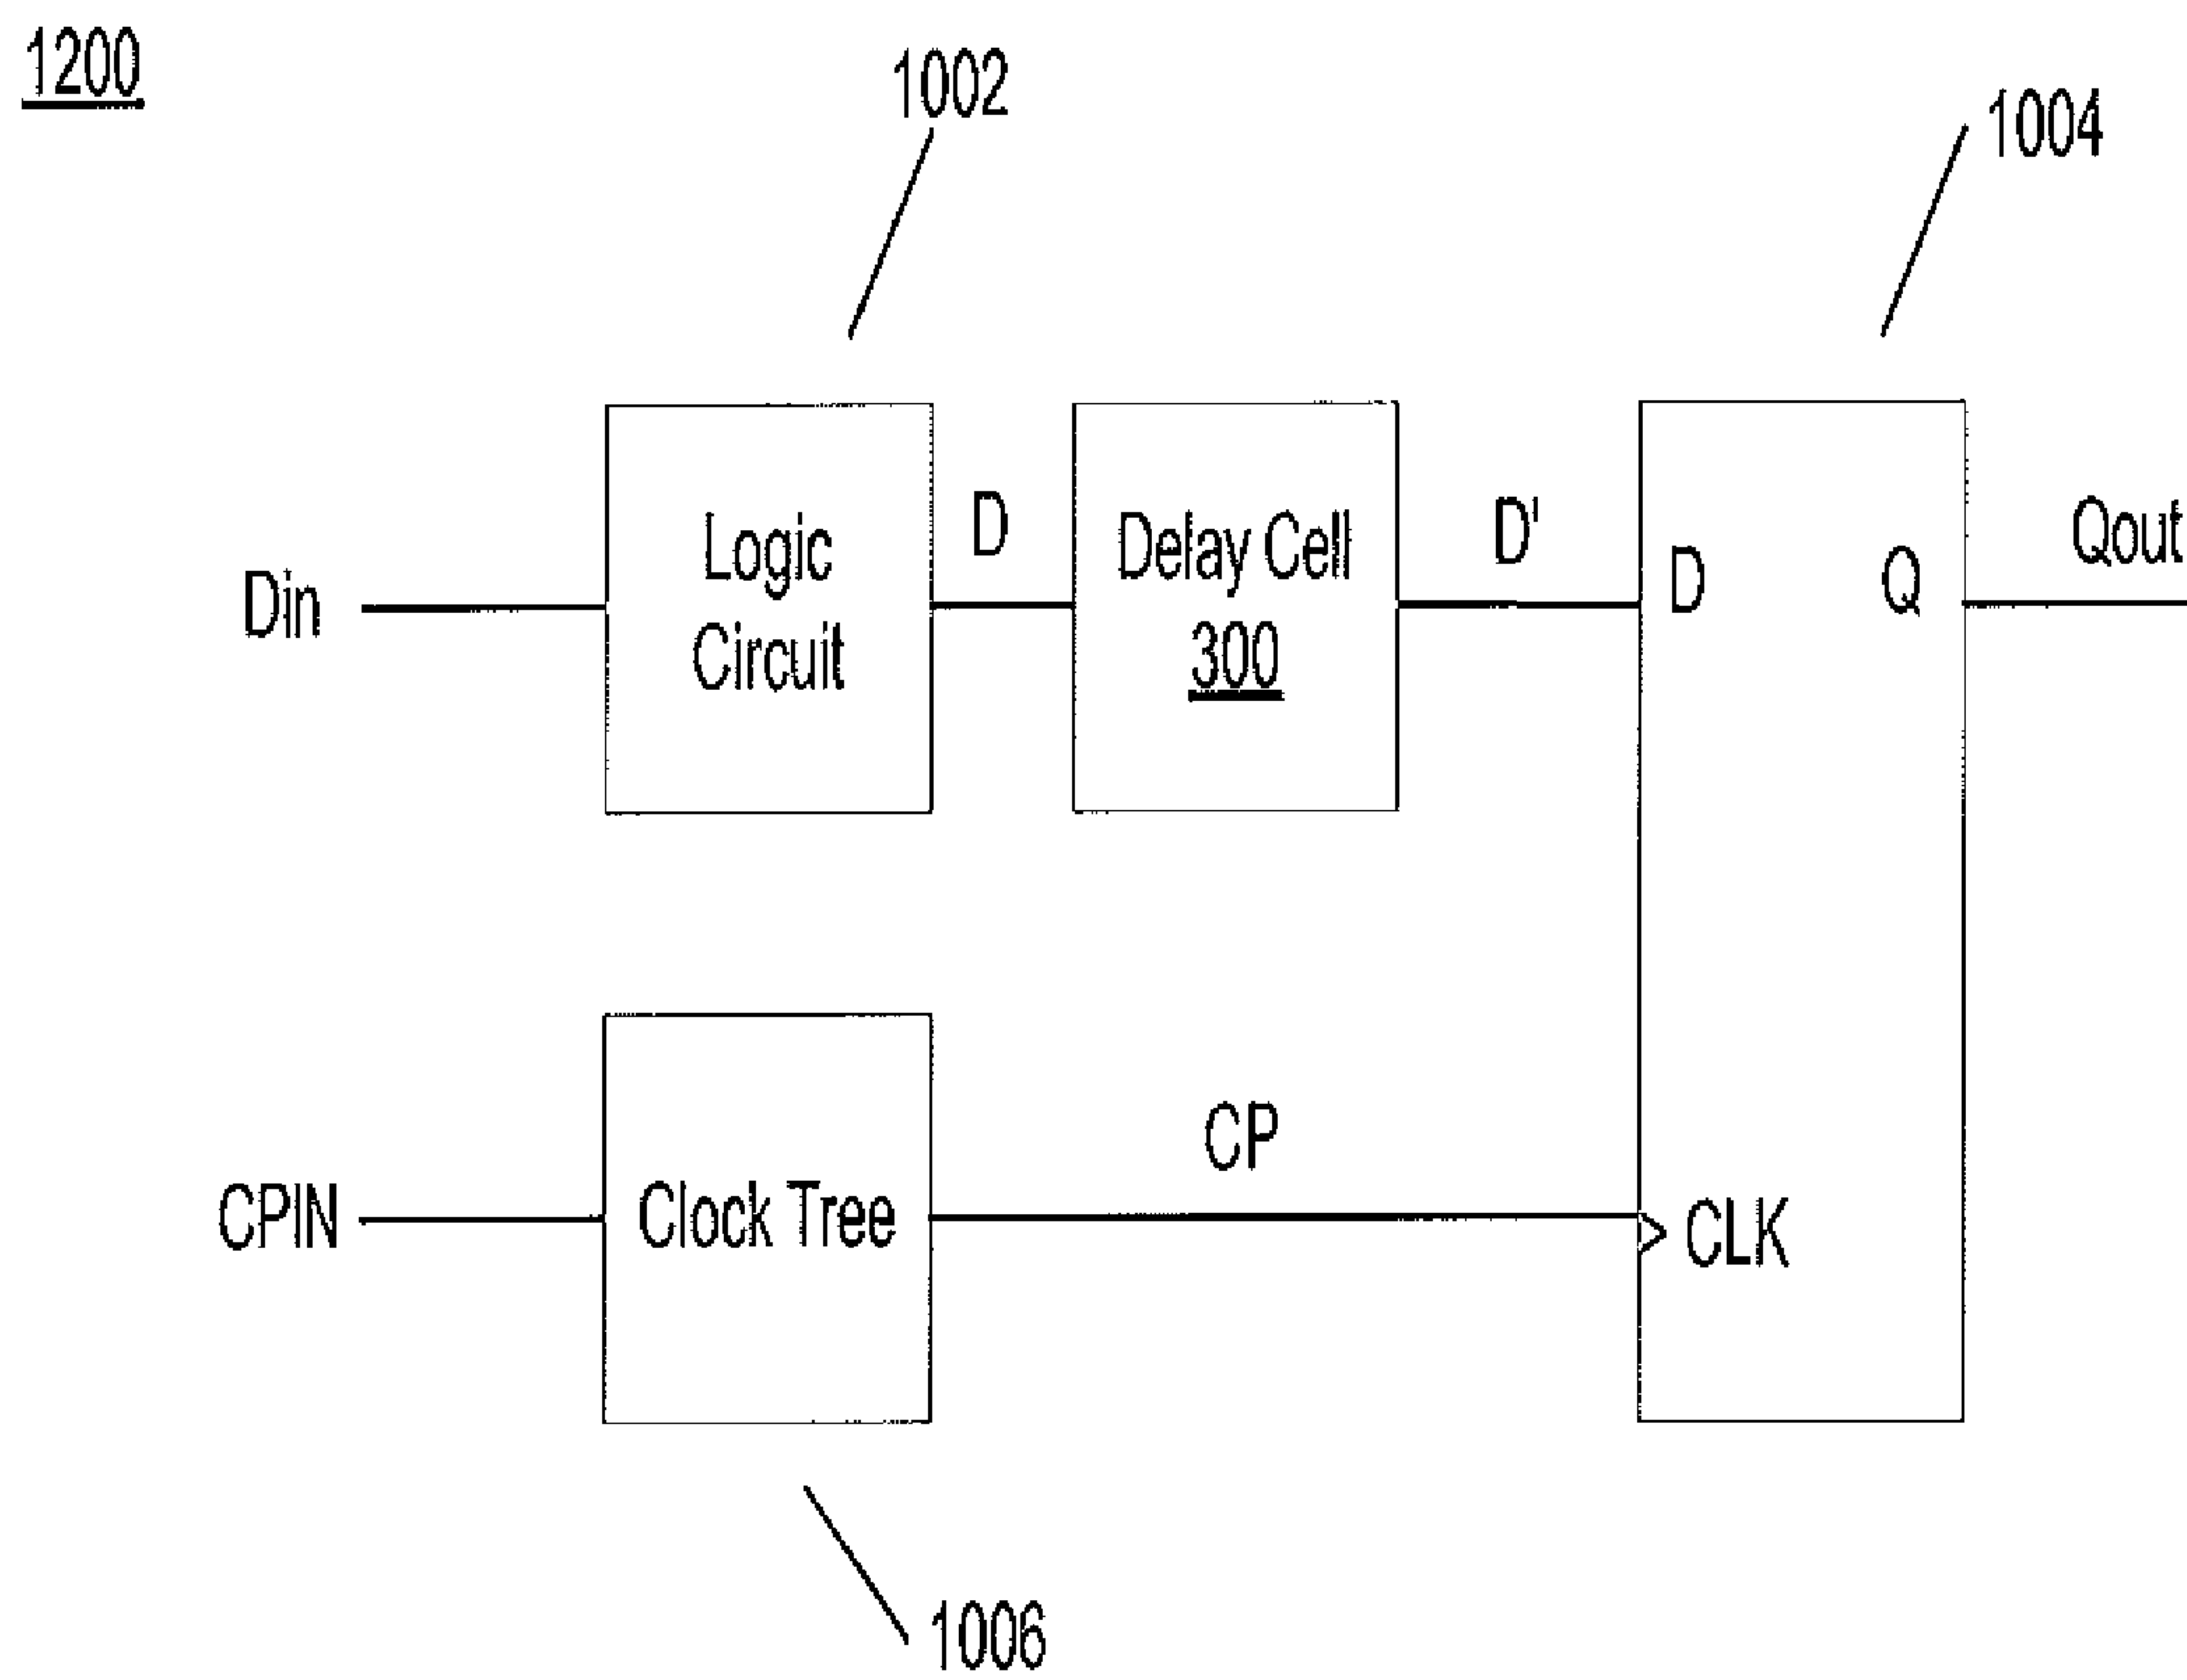 1200
1002
1004
Din
Logic
Circuit
D
Delay Cell
300
D'
D
Q
Qout
CPIN
Clock Tree
CP
CLK
1006